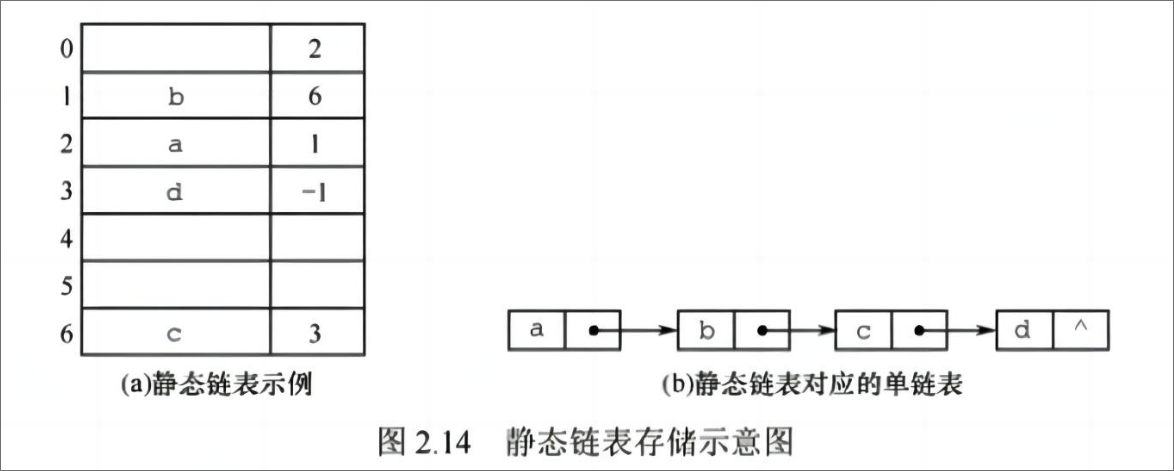 0 2
1 b 6
2 a 1
3 d -1
4
5
6 c 3
a b c d ^
(a)静态链表示例
(b)静态链表对应的单链表
图 2.14 静态链表存储示意图